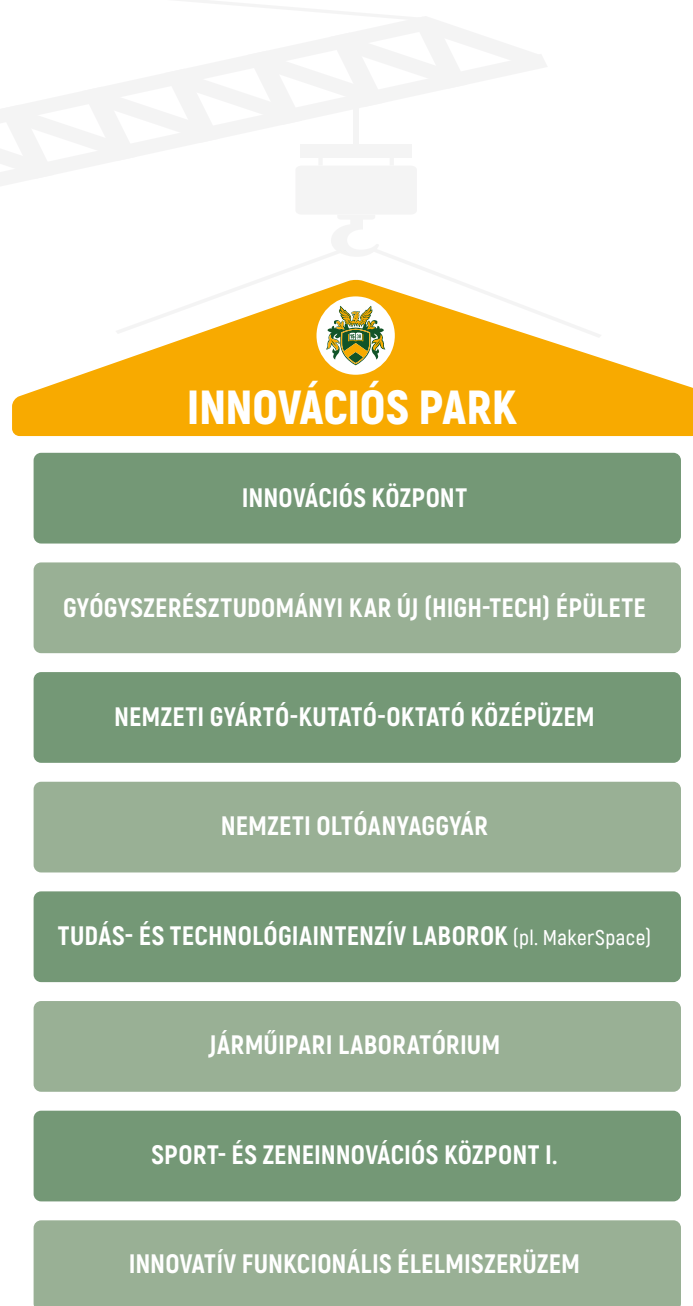 INNOVÁCIÓS PARK
INNOVÁCIÓS KÖZPONT
GYÓGYSZERÉSZTUDOMÁNYI KAR ÚJ (HIGH-TECH) ÉPÜLETE
NEMZETI GYÁRTÓ-KUTATÓ-OKTATÓ KÖZÉPÜZEM
NEMZETI OLTÓANYAGGYÁR
TUDÁS- ÉS TECHNOLÓGIAINTENZÍV LABOROK (pl. MakerSpace)
JÁRMŰIPARI LABORATÓRIUM
SPORT- ÉS ZENEINNOVÁCIÓS KÖZPONT I.
INNOVATÍV FUNKCIONÁLIS ÉLELMISZERÜZEM